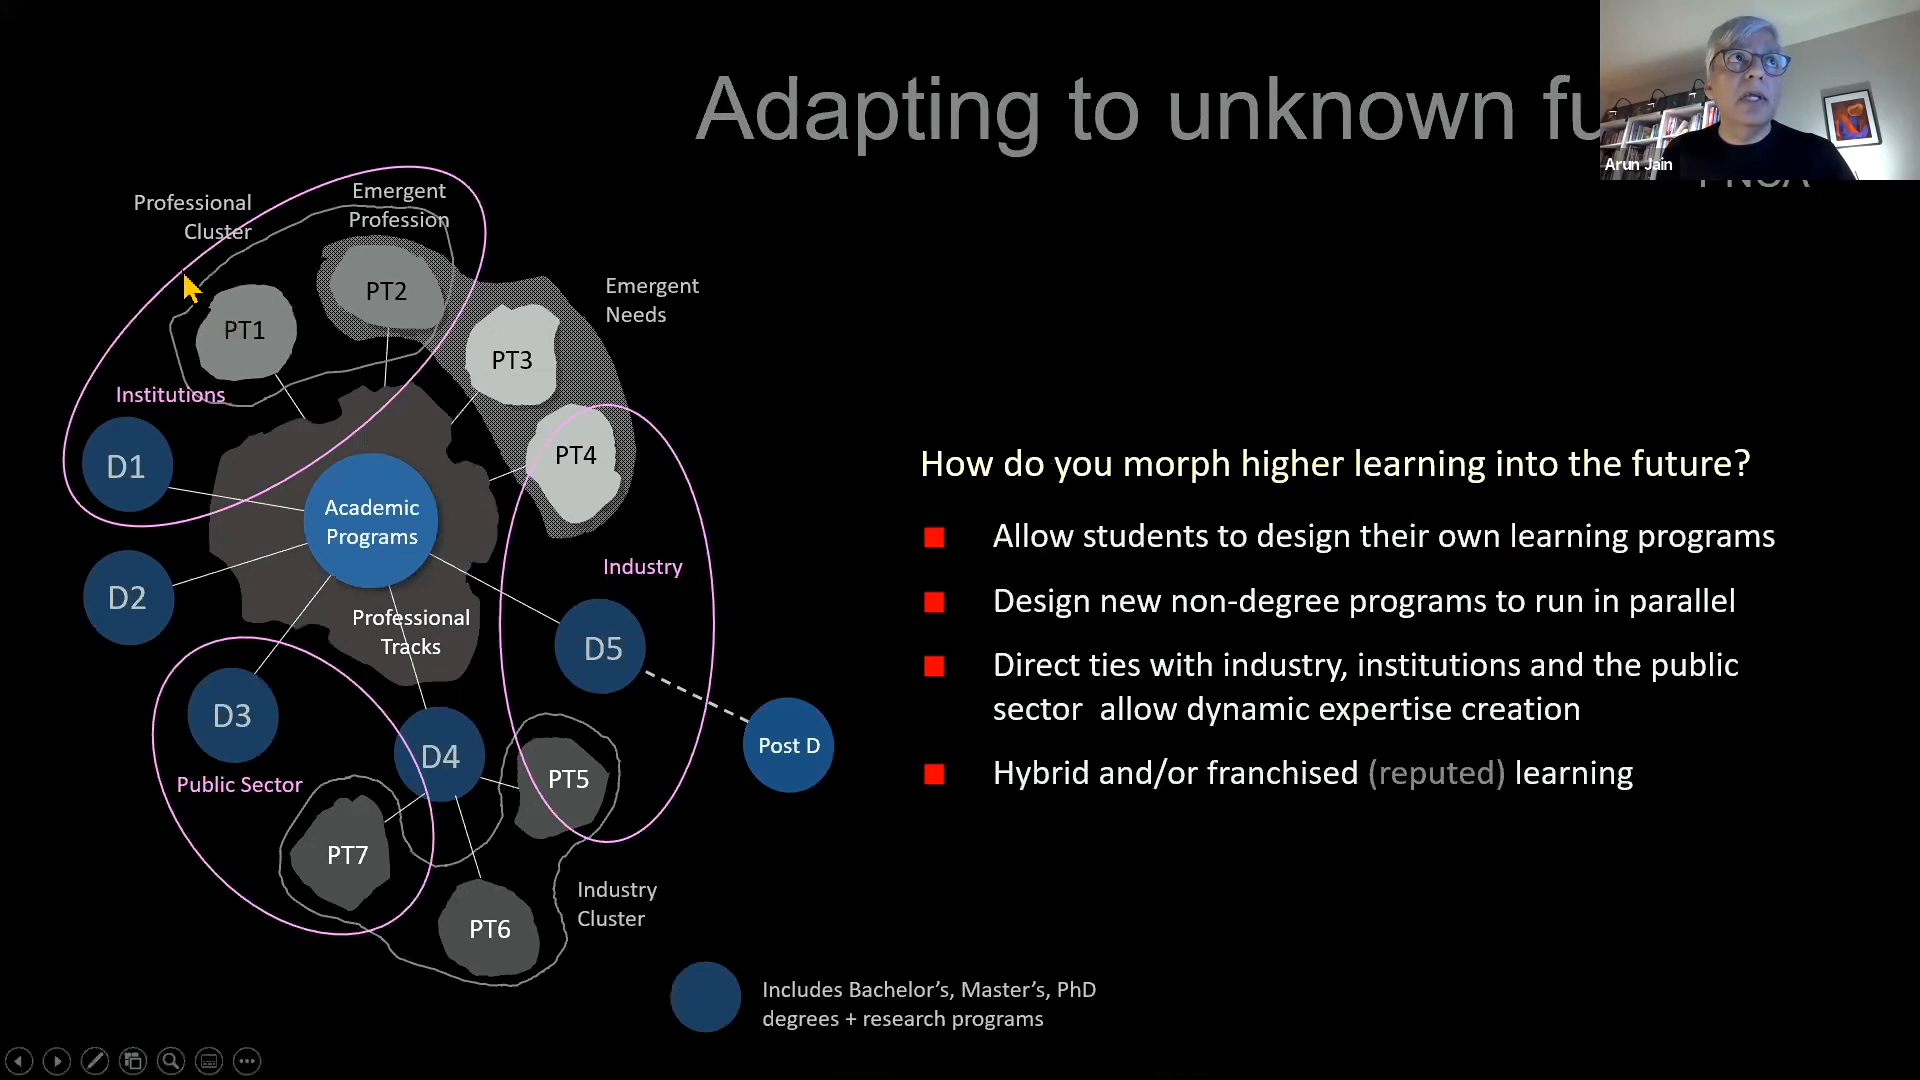 Adapting to unknown fu
Arun Jain
Professional
Cluster
Emergent
Profession
Emergent
Needs
PT1
PT2
PT3
PT4
Institutions
D1
Academic
Programs
D2
Industry
Professional
Tracks
D5
D3
D4
Post D
Public Sector
PT5
PT7
PT6
Industry
Cluster
Includes Bachelor’s, Master’s, PhD
degrees + research programs
How do you morph higher learning into the future?
Allow students to design their own learning programs
Design new non-degree programs to run in parallel
Direct ties with industry, institutions and the public
sector allow dynamic expertise creation
Hybrid and/or franchised (reputed) learning